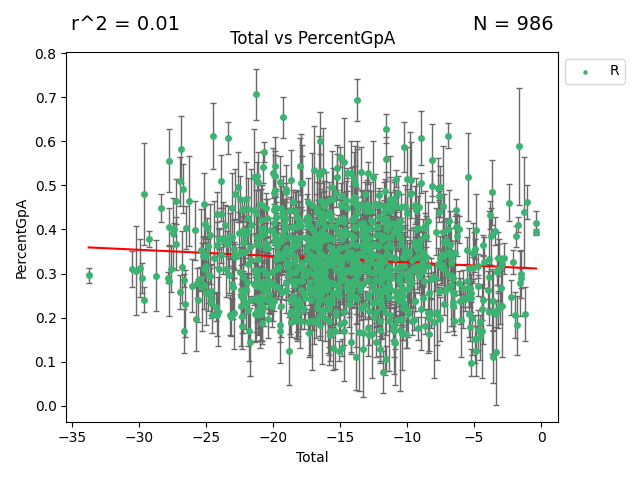 r^2 = 0.01
N = 986
Total vs PercentGpA
R
0.8
0.7
0.6
0.5
0.4
0.3
0.2
0.1
0.0
PercentGpA
−35
−30
−25
−20
−15
−10
−5
0
Total